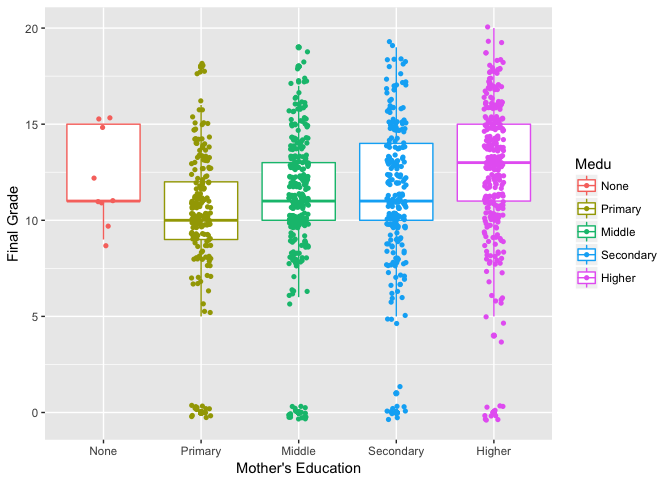 20
15
10
5
0
Final Grade
None
Primary
Middle
Secondary
Higher
Mother's Education
Medu
None
Primary
Middle
Secondary
Higher